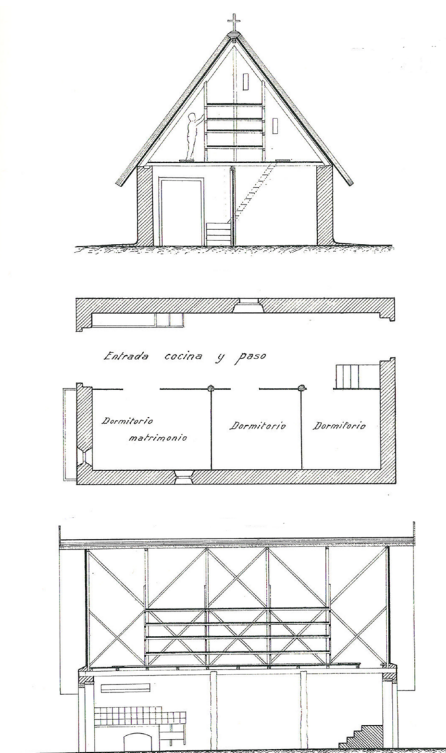 Entrada cocina y paso
Dormitorio
matrimonio
Dormitorio
Dormitorio